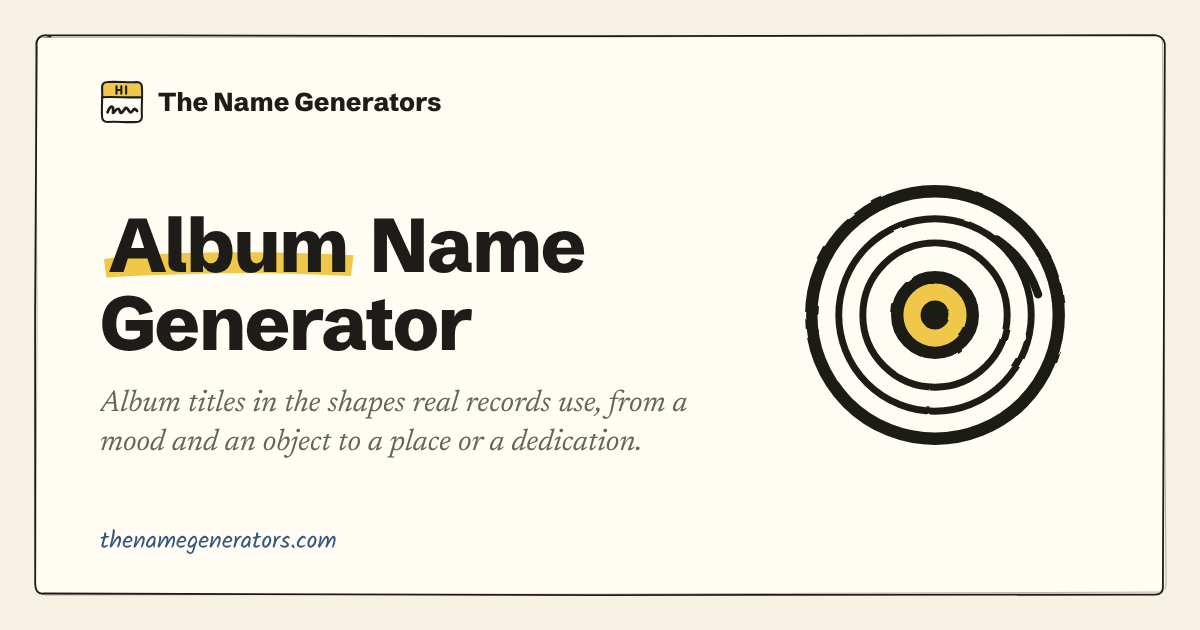 HI
The Name Generators
Album Name
Generator
Album titles in the shapes real records use, from a
mood and an object to a place or a dedication.
thenamegenerators.com